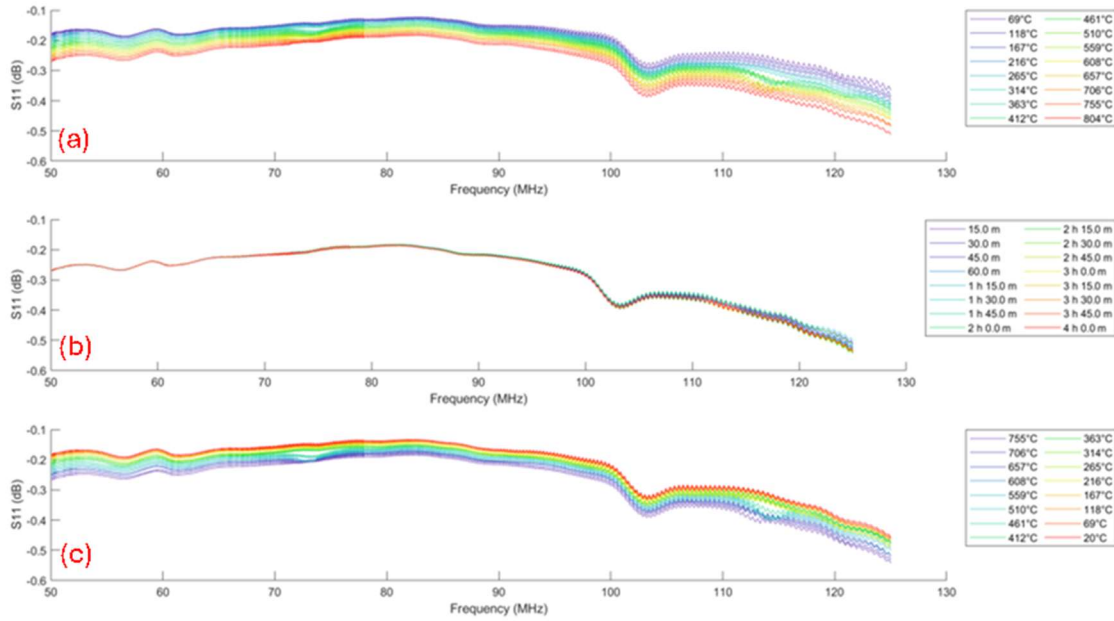 -0.1
-0.2
-0.3
-0.4
-0.5
-0.6
S11 (dB)
(a)
50 60 70 80 90 100 110 120 130
Frequency (MHz)
69°C 461°C
118°C 510°C
167°C 559°C
216°C 608°C
265°C 657°C
314°C 706°C
363°C 755°C
412°C 804°C
-0.1
-0.2
-0.3
-0.4
-0.5
-0.6
S11 (dB)
(b)
50 60 70 80 90 100 110 120 130
Frequency (MHz)
15.0 m 2 h 15.0 m
30.0 m 2 h 30.0 m
45.0 m 2 h 45.0 m
60.0 m 3 h 0.0 m
1 h 15.0 m 3 h 15.0 m
1 h 30.0 m 3 h 30.0 m
1 h 45.0 m 3 h 45.0 m
2 h 0.0 m 4 h 0.0 m
-0.1
-0.2
-0.3
-0.4
-0.5
-0.6
S11 (dB)
(c)
50 60 70 80 90 100 110 120 130
Frequency (MHz)
755°C 363°C
706°C 314°C
657°C 265°C
608°C 216°C
559°C 167°C
510°C 118°C
461°C 69°C
412°C 20°C